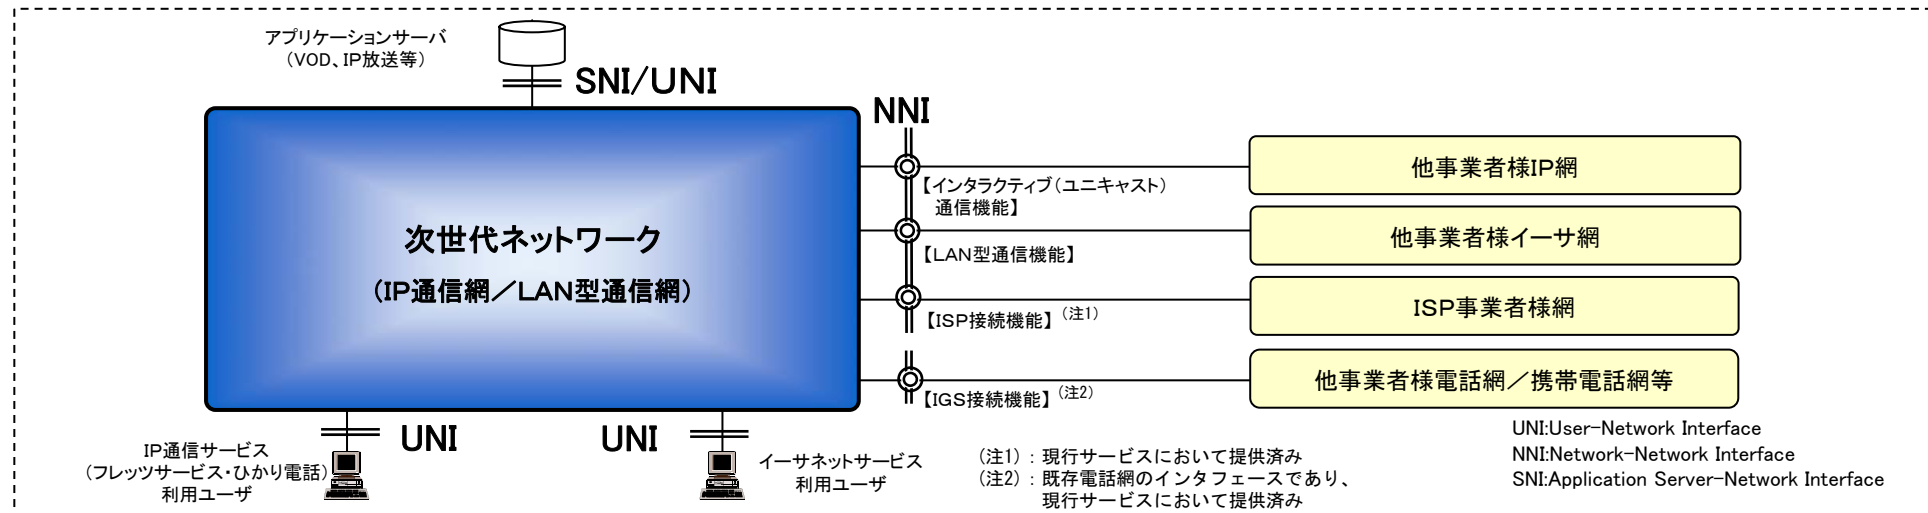 アプリケーションサーバ
(VOD、IP放送等)
SNI/UNI
NNI
次世代ネットワーク
(IP通信網／LAN型通信網)
【インタラクティブ(ユニキャスト)
通信機能】
【LAN型通信機能】
【ISP接続機能】(注1)
【IGS接続機能】(注2)
他事業者様IP網
他事業者様イーサ網
ISP事業者様網
他事業者様電話網／携帯電話網等
UNI
UNI
IP通信サービス
(フレッツサービス・ひかり電話)
利用ユーザ
イーサネットサービス
利用ユーザ
(注1)：現行サービスにおいて提供済み
(注2)：既存電話網のインタフェースであり、
現行サービスにおいて提供済み
UNI:User-Network Interface
NNI:Network-Network Interface
SNI:Application Server-Network Interface